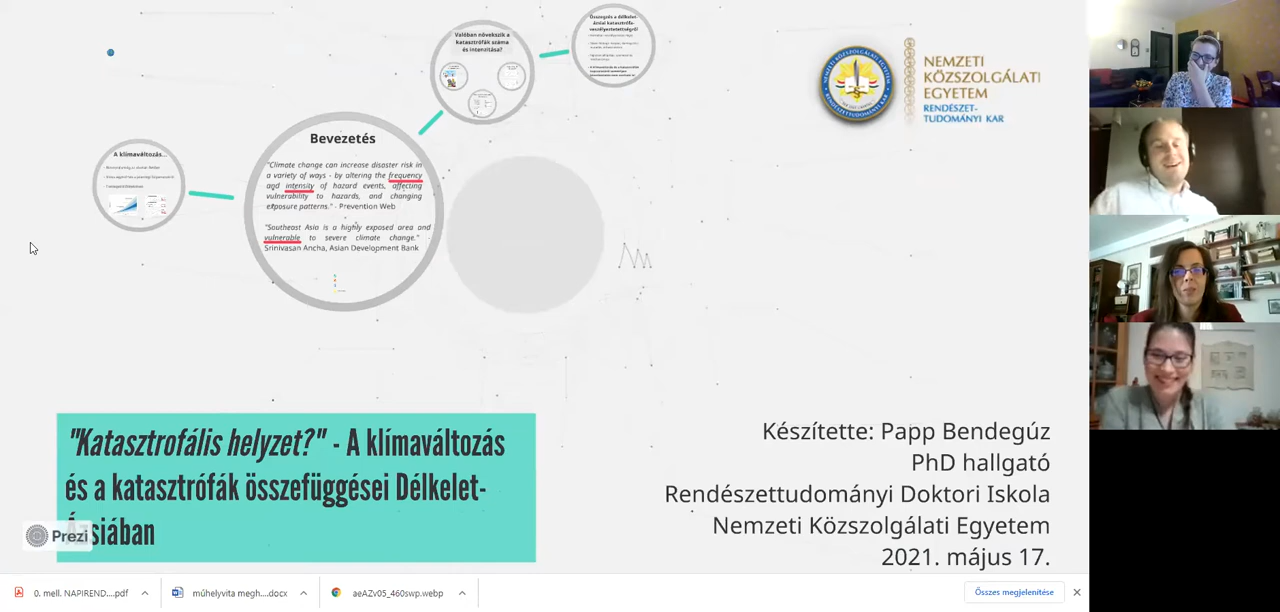 Valóban növekszik a
katasztrófák száma
és intenzitása?
Összegzés a délkelet-
ázsiai katasztrófa-
veszélyeztetettségről
NEMZETI
KÖZSZOLGÁLATI
EGYETEM
RENDÉSZET-
TUDOMÁNYI KAR
A klímaváltozás...
Bevezetés
"Climate change can increase disaster risk in
a variety of ways - by altering the frequency
and intensity of hazard events, affecting
vulnerability to hazards, and changing
exposure patterns." - Prevention Web
"Southeast Asia is a highly exposed area and
vulnerable to severe climate change."
Srinivasan Ancha, Asian Development Bank
"Katasztrofális helyzet?" - A klímaváltozás
és a katasztrófák összefüggései Délkelet-
Ázsiában
Prezi
Készítette: Papp Bendegúz
PhD hallgató
Rendészettudományi Doktori Iskola
Nemzeti Közszolgálati Egyetem
2021. május 17.
0. mell. NAPIREND....pdf
műhelyvita megh....docx
aeAZv05_460swp.webp
Összes megjelenítése